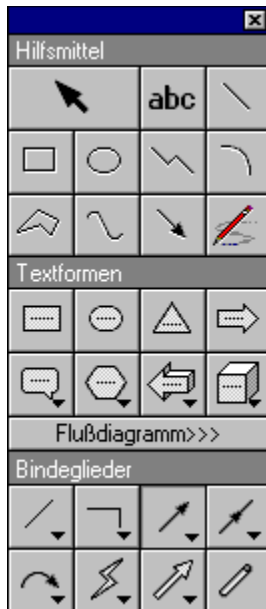 Hilfsmittel
abc
Textformen
Flußdiagramm>>>
Bindeglieder